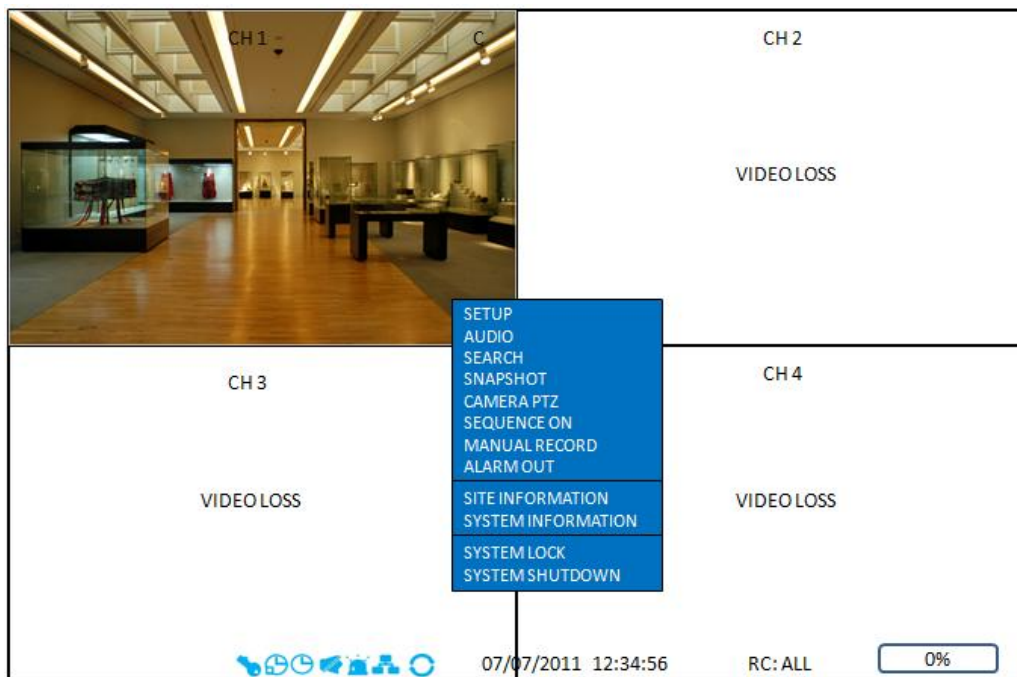 CH 1
C
CH 2
VIDEO LOSS
SETUP
AUDIO
SEARCH
SNAPSHOT
CAMERA PTZ
SEQUENCE ON
MANUAL RECORD
ALARM OUT
SITE INFORMATION
SYSTEM INFORMATION
SYSTEM LOCK
SYSTEM SHUTDOWN
CH 3
VIDEO LOSS
CH 4
VIDEO LOSS
07/07/2011 12:34:56
RC: ALL
0%